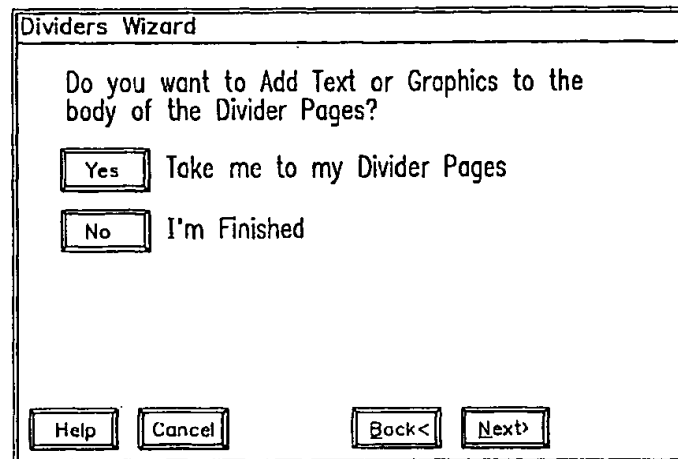 Dividers Wizard
Do you want to Add Text or Graphics to the
body of the Divider Pages?
Yes Take me to my Divider Pages
No I'm Finished
Help Cancel Back< Next>